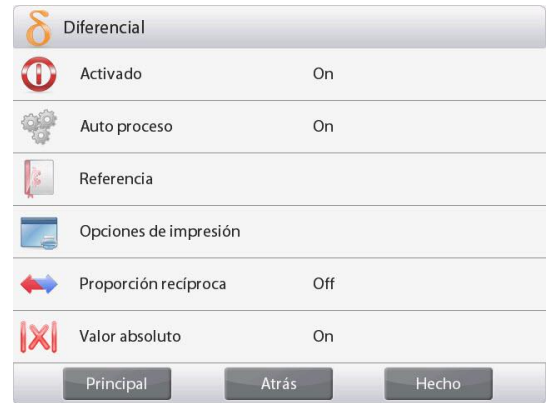 δ Diferencial
Activado On
Auto proceso On
Referencia
Opciones de impresión
Proporción recíproca Off
|X| Valor absoluto On
Principal Atrás Hecho